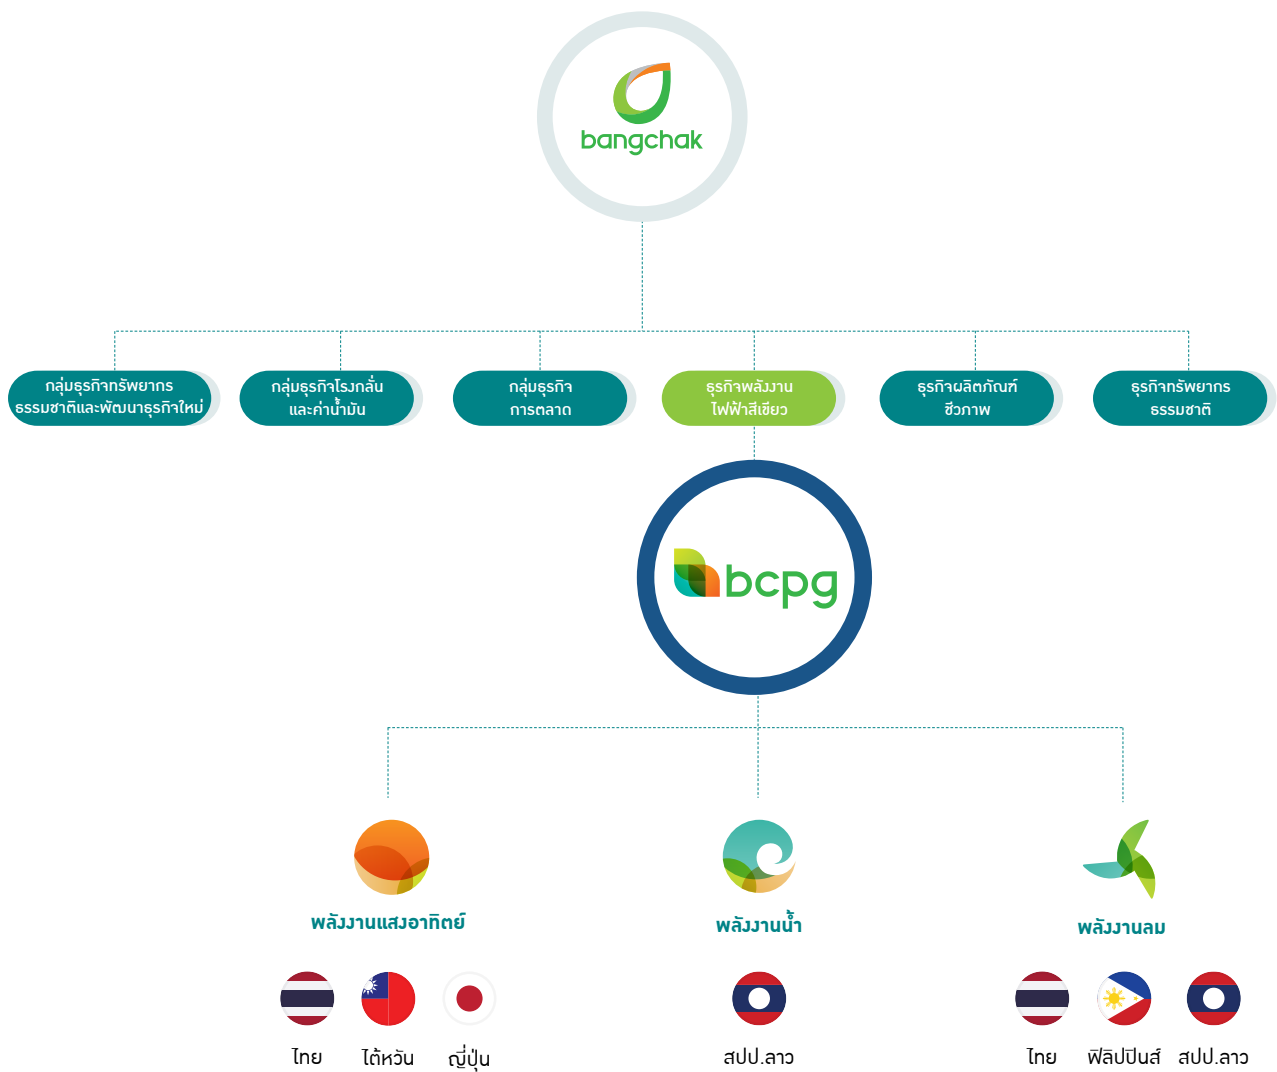 bangchak
กลุ่มธุรกิจทรัพยากร
ธรรมชาติและพัฒนาธุรกิจใหม่
กลุ่มธุรกิจโรงกลั่น
และค่าน้ำมัน
กลุ่มธุรกิจ
การตลาด
ธุรกิจพลังงาน
ไฟฟ้าสีเขียว
ธุรกิจผลิตภัณฑ์
ชีวภาพ
ธุรกิจทรัพยากร
ธรรมชาติ
bcpg
พลังงานแสงอาทิตย์
พลังงานน้ำ
พลังงานลม
ไทย
ไต้หวัน
ญี่ปุ่น
สปป.ลาว
ไทย
ฟิลิปปินส์
สปป.ลาว